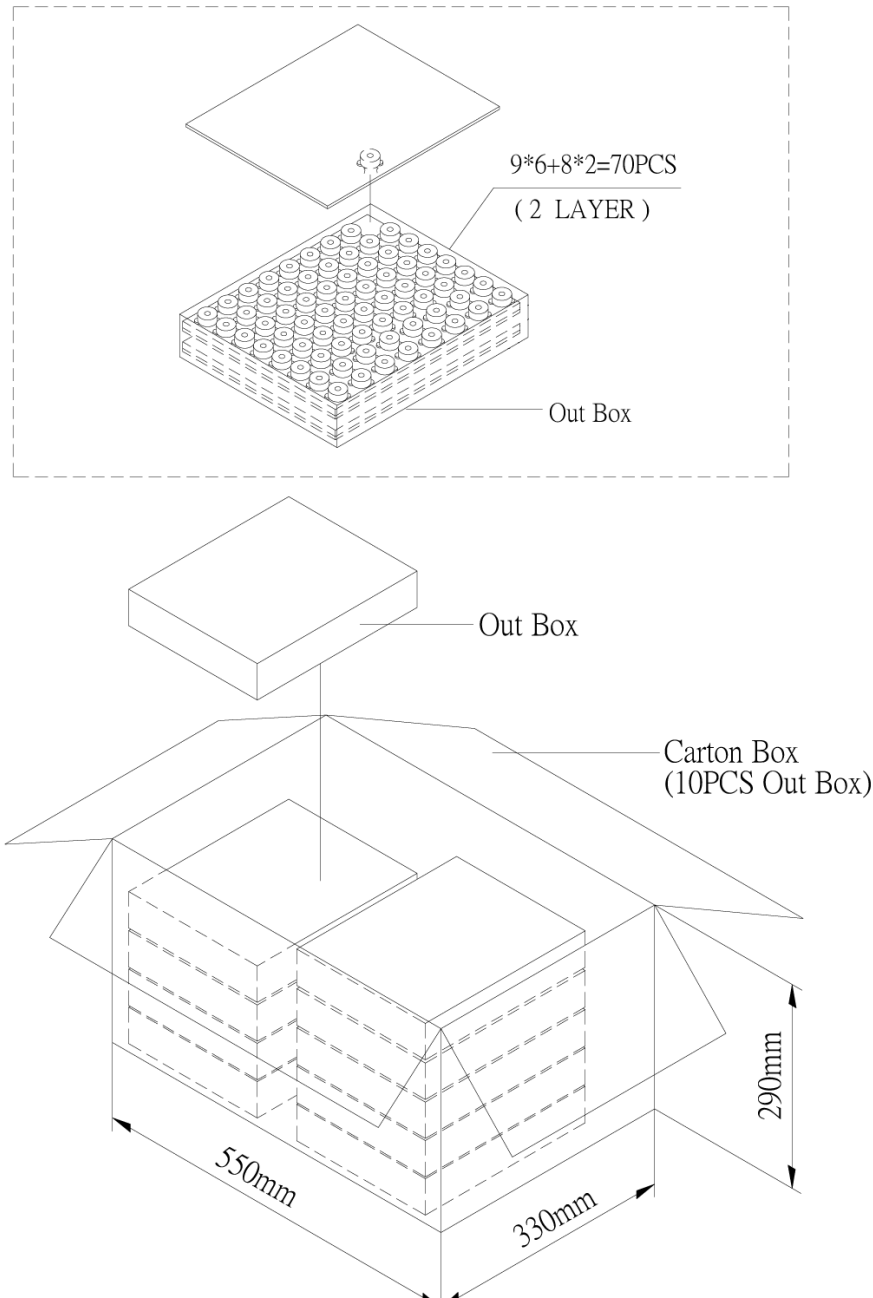 9*6+8*2=70PCS
( 2 LAYER )
Out Box
Out Box
Carton Box
(10PCS Out Box)
290mm
550mm
330mm